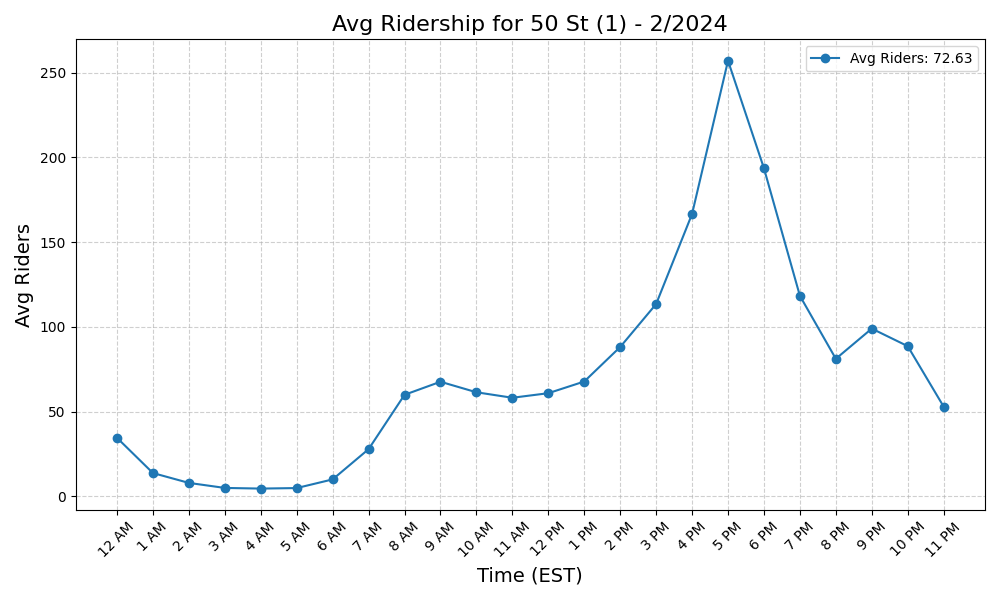 Avg Ridership for 50 St (1) - 2/2024
Avg Riders: 72.63
Avg Riders
250
200
150
100
50
0
12 AM
1 AM
2 AM
3 AM
4 AM
5 AM
6 AM
7 AM
8 AM
9 AM
10 AM
11 AM
12 PM
1 PM
2 PM
3 PM
4 PM
5 PM
6 PM
7 PM
8 PM
9 PM
10 PM
11 PM
Time (EST)